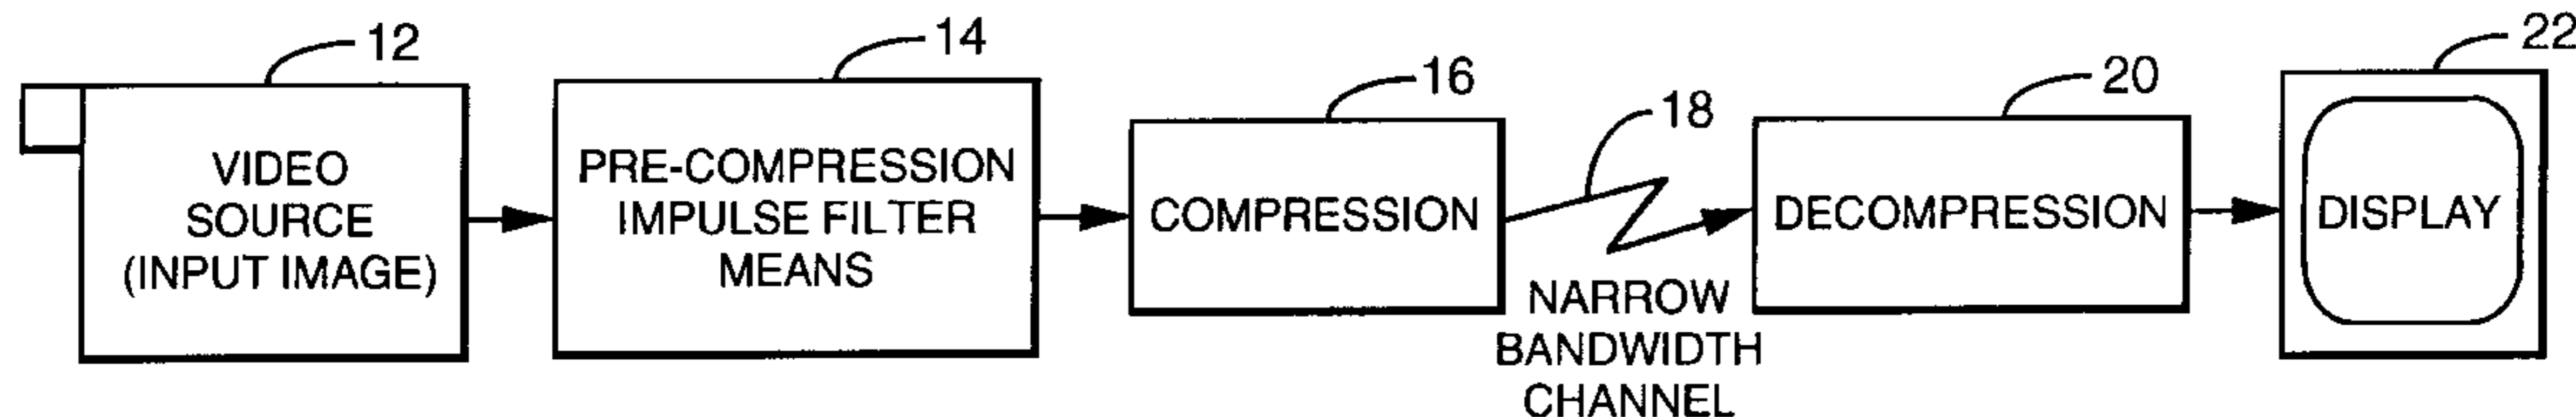 12
14
16
18
20
22
VIDEO
SOURCE
(INPUT IMAGE)
PRE-COMPRESSION
IMPULSE FILTER
MEANS
COMPRESSION
NARROW
BANDWIDTH
CHANNEL
DECOMPRESSION
DISPLAY